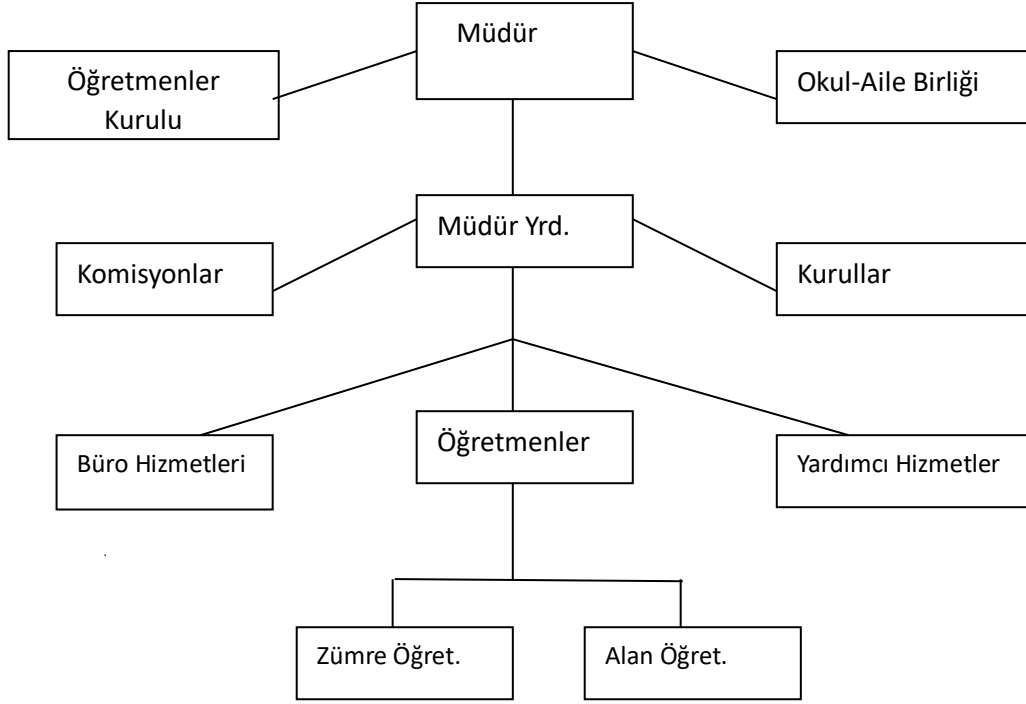 Müdür
Öğretmenler
Kurulu
Okul-Aile Birliği
Müdür Yrd.
Komisyonlar
Kurullar
Büro Hizmetleri
Öğretmenler
Yardımcı Hizmetler
Zümre Öğret.
Alan Öğret.